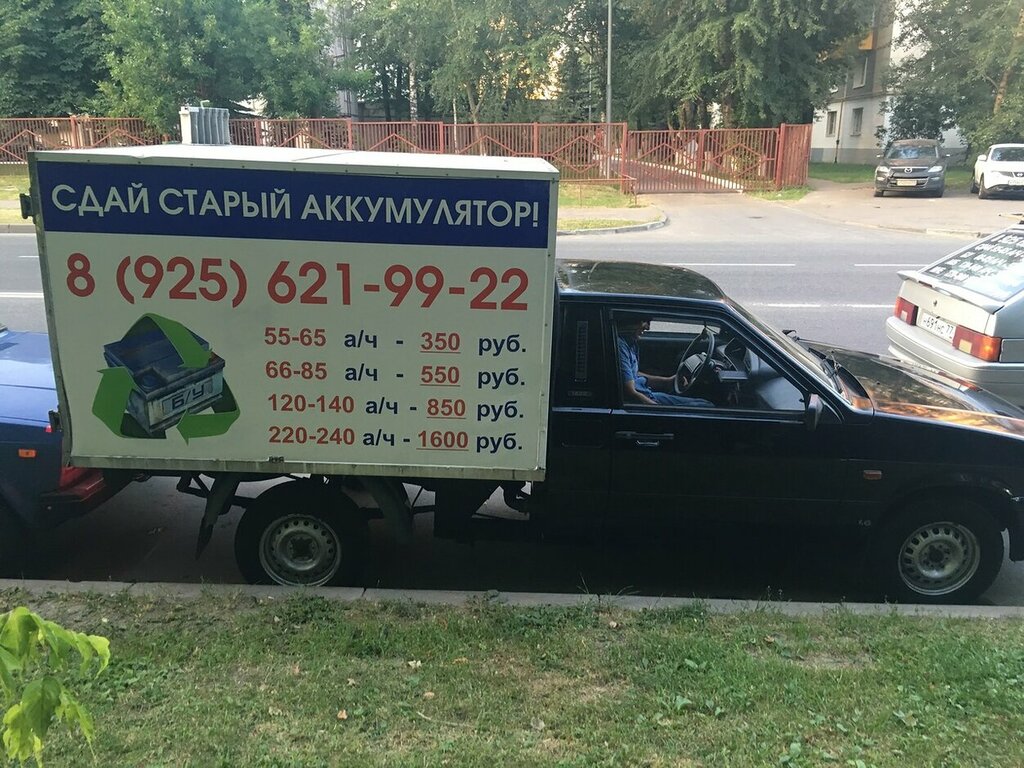 СДАЙ СТАРЫЙ АККУМУЛЯТОР!
8 (925) 621-99-22
55-65 а/ч - 350 руб.
66-85 а/ч - 550 руб.
120-140 а/ч - 850 руб.
220-240 а/ч - 1600 руб.
Б/У